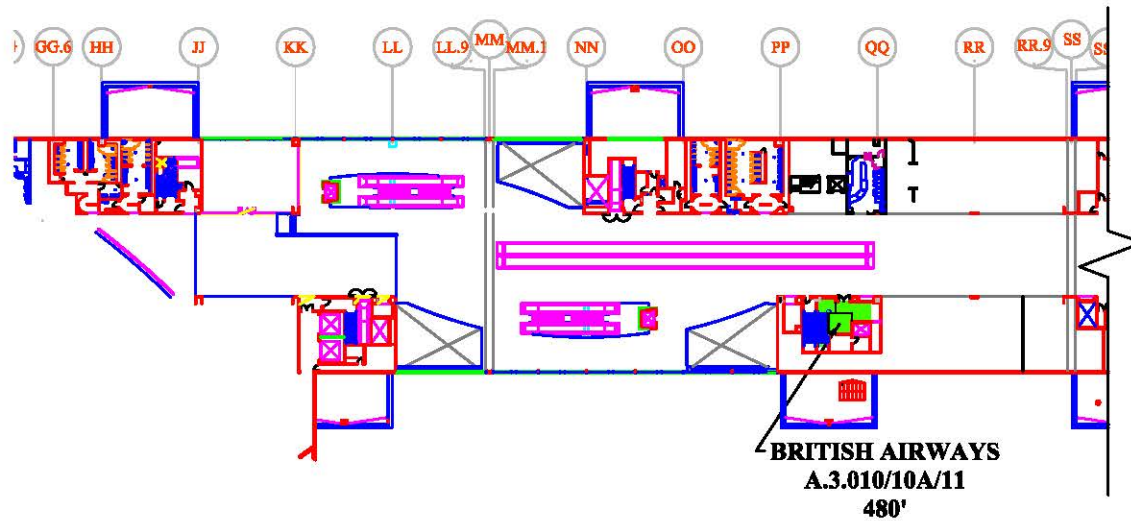 GG.6 HH JJ KK LL LL.9 MM MM.1 NN OO PP QQ RR RR.9 SS
BRITISH AIRWAYS
A.3.010/10A/11
480'